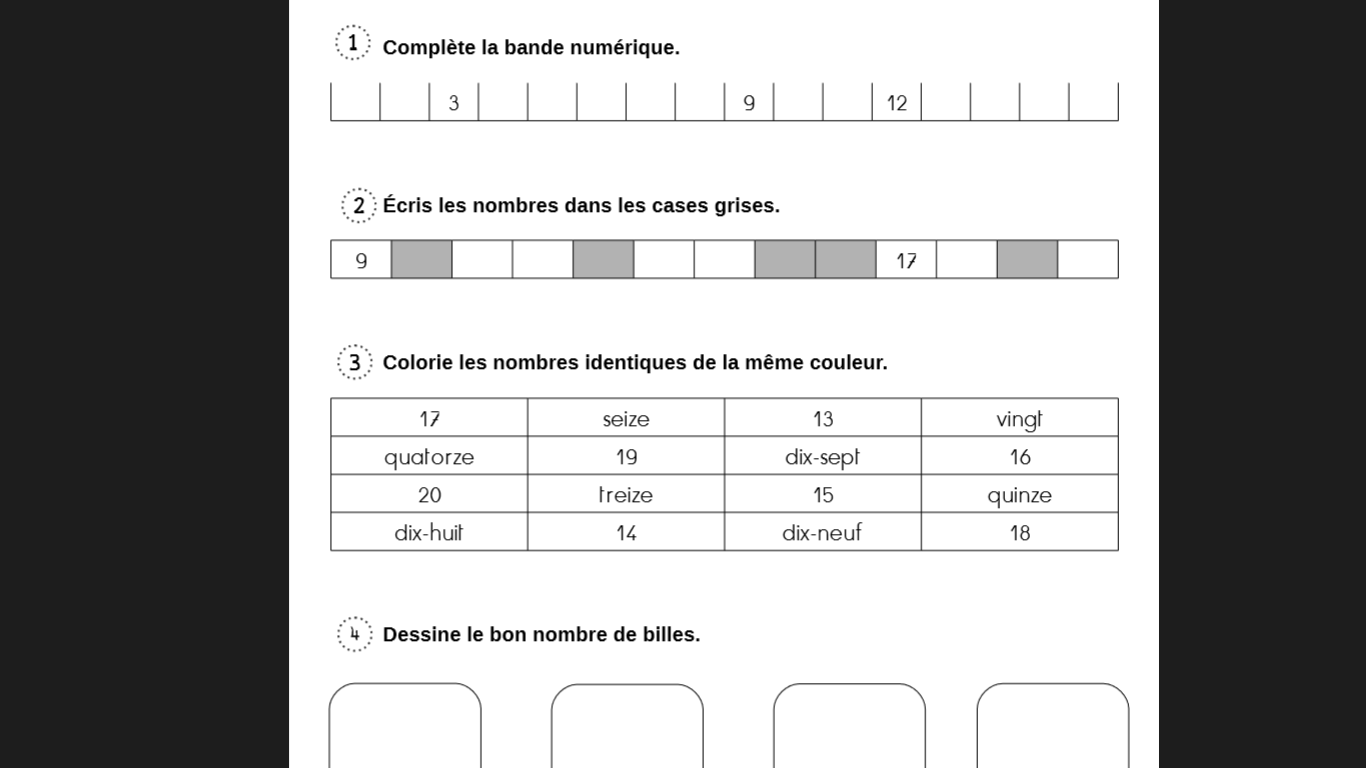 1 Complète la bande numérique.
3 9 12
2 Écris les nombres dans les cases grises.
9 17
3 Colorie les nombres identiques de la même couleur.
17 seize 13 vingt
quatorze 19 dix-sept 16
20 treize 15 quinze
dix-huit 14 dix-neuf 18
4 Dessine le bon nombre de billes.